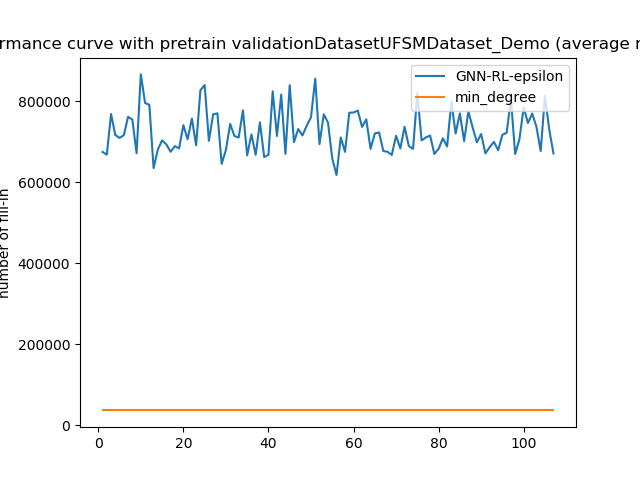 rmance curve with pretrain validationDatasetUFSMDataset_Demo (average r
GNN-RL-epsilon
min_degree
number of fill-in
800000
600000
400000
200000
0
0 20 40 60 80 100